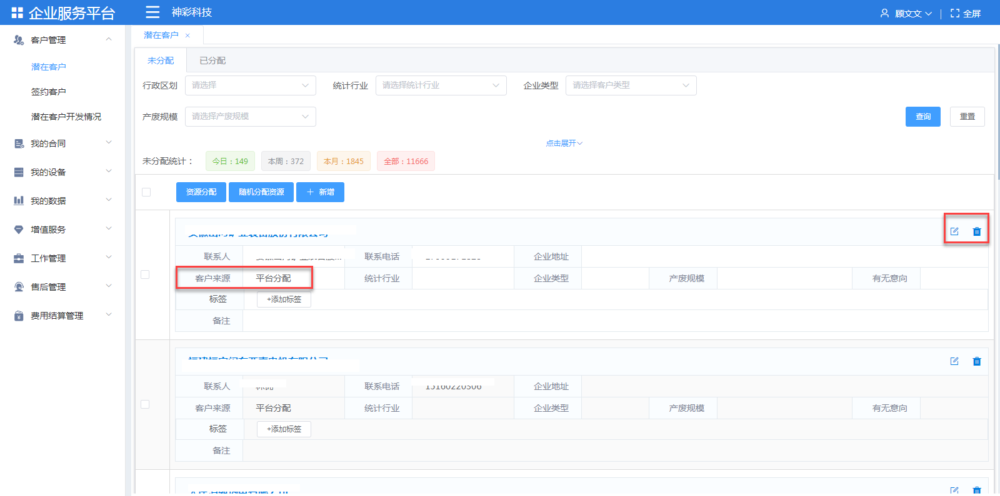 企业服务平台
神彩科技
顾文文
全屏
客户管理
潜在客户
签约客户
潜在客户开发情况
我的合同
我的设备
我的数据
增值服务
工作管理
售后管理
费用结算管理
潜在客户 ×
未分配 已分配
行政区划 请选择 统计行业 请选择统计行业 企业类型 请选择客户类型
产废规模 请选择产废规模 查询 重置
点击展开
未分配统计： 今日：149 本周：372 本月：1845 全部：11666
资源分配 随机分配资源 + 新增
联系人 联系电话 企业地址
客户来源 平台分配 统计行业 企业类型 产废规模 有无意向
标签 +添加标签
备注
联系人 联系电话 15160220306 企业地址
客户来源 平台分配 统计行业 企业类型 产废规模 有无意向
标签 +添加标签
备注